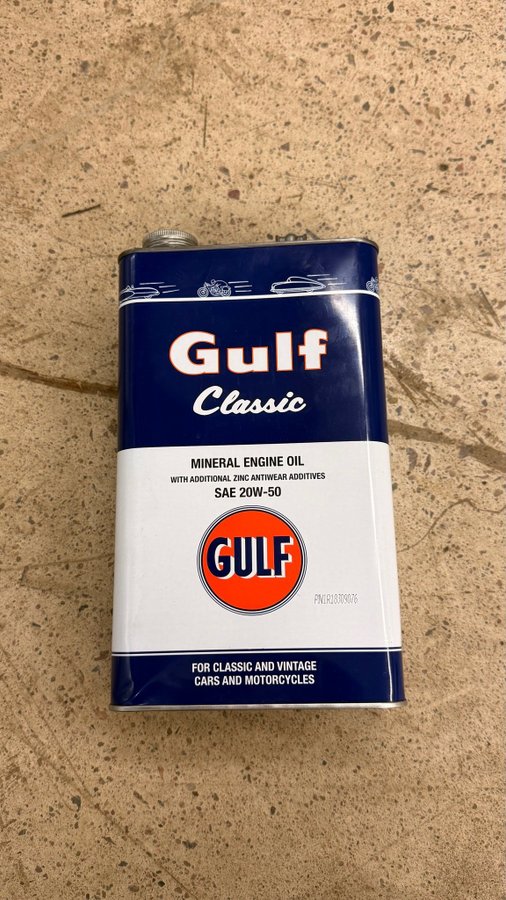 Gulf
Classic
MINERAL ENGINE OIL
WITH ADDITIONAL ZINC ANTIWEAR ADDITIVES
SAE 20W-50
GULF
FOR CLASSIC AND VINTAGE
CARS AND MOTORCYCLES